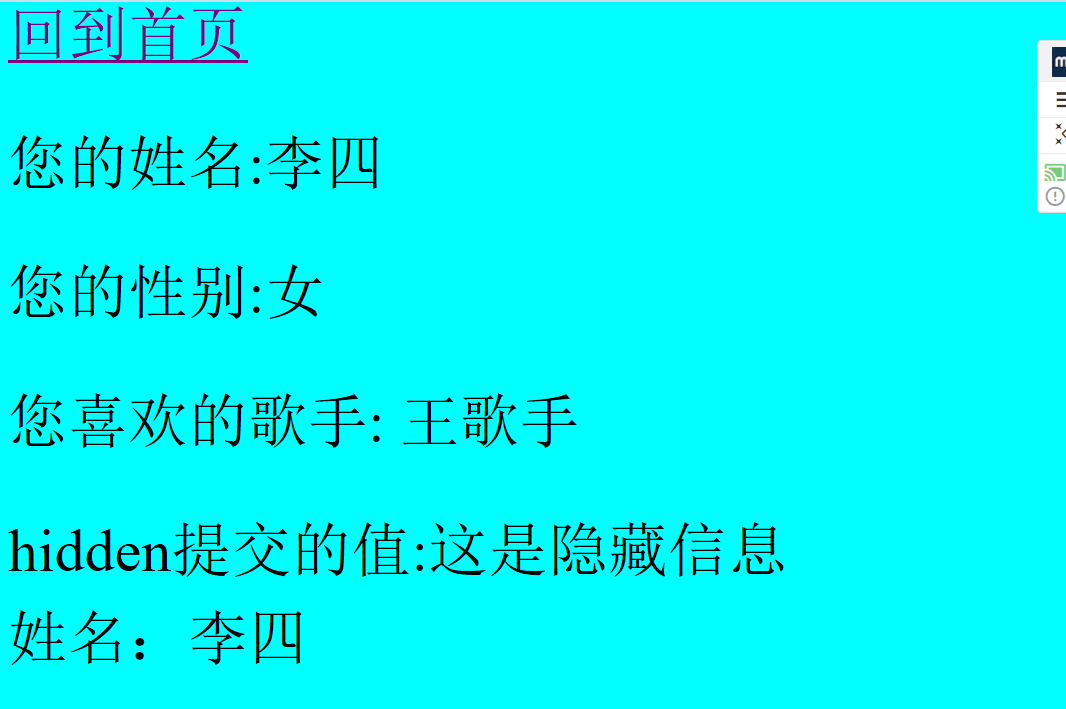 回到首页
您的姓名:李四
您的性别:女
您喜欢的歌手: 王歌手
hidden提交的值:这是隐藏信息
姓名：李四